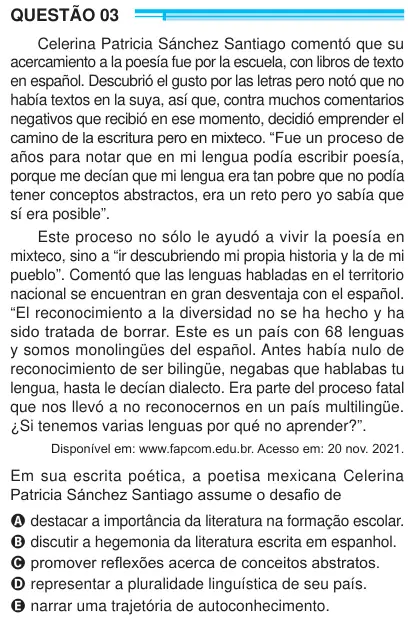 QUESTÃO 03
Celerina Patricia Sánchez Santiago comentó que su
acercamiento a la poesía fue por la escuela, con libros de texto
en español. Descubrió el gusto por las letras pero notó que no
había textos en la suya, así que, contra muchos comentarios
negativos que recibió en ese momento, decidió emprender el
camino de la escritura pero en mixteco. “Fue un proceso de
años para notar que en mi lengua podía escribir poesía,
porque me decían que mi lengua era tan pobre que no podía
tener conceptos abstractos, era un reto pero yo sabía que
sí era posible”.
Este proceso no sólo le ayudó a vivir la poesía en
mixteco, sino a “ir descubriendo mi propia historia y la de mi
pueblo”. Comentó que las lenguas habladas en el territorio
nacional se encuentran en gran desventaja con el español.
“El reconocimiento a la diversidad no se ha hecho y ha
sido tratada de borrar. Este es un país con 68 lenguas
y somos monolingües del español. Antes había nulo de
reconocimiento de ser bilingüe, negabas que hablabas tu
lengua, hasta le decían dialecto. Era parte del proceso fatal
que nos llevó a no reconocernos en un país multilingüe.
¿Si tenemos varias lenguas por qué no aprender?”.
Disponível em: www.fapcom.edu.br. Acesso em: 20 nov. 2021.
Em sua escrita poética, a poetisa mexicana Celerina
Patricia Sánchez Santiago assume o desafio de
A destacar a importância da literatura na formação escolar.
B discutir a hegemonia da literatura escrita em espanhol.
C promover reflexões acerca de conceitos abstratos.
D representar a pluralidade linguística de seu país.
E narrar uma trajetória de autoconhecimento.